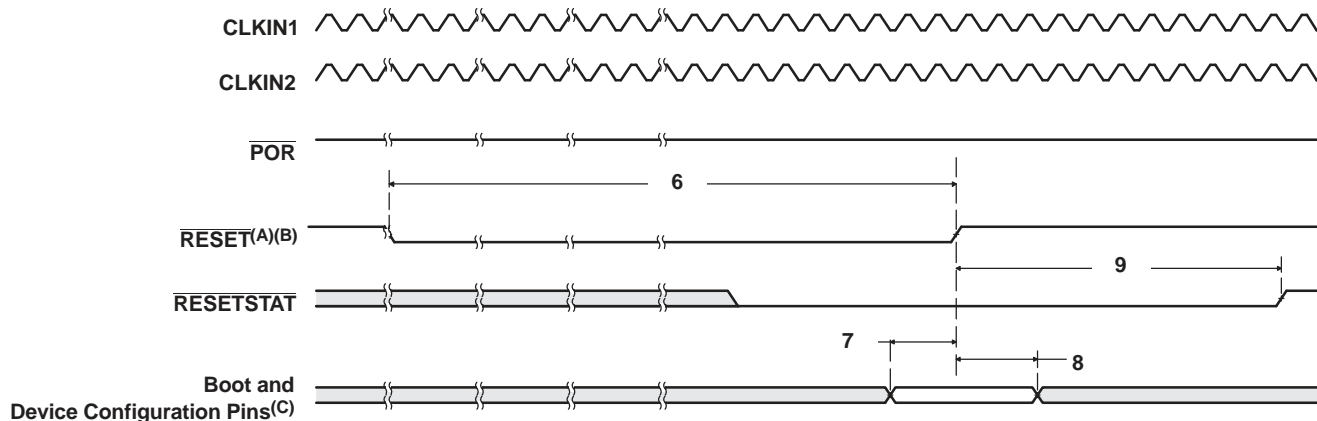 CLKIN1
CLKIN2
POR
6
RESET(A)(B)
9
RESETSTAT
7
8
Boot and
Device Configuration Pins(C)